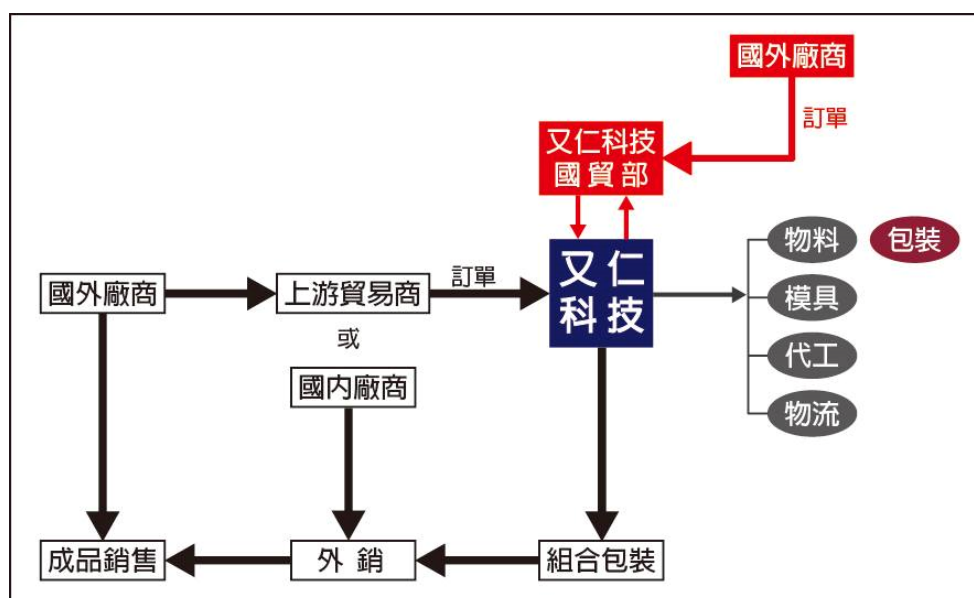 國外廠商
訂單
又仁科技
國貿部
又仁
科技
物料
包裝
模具
代工
物流
國外廠商
上游貿易商
訂單
或
國內廠商
成品銷售
外銷
組合包裝